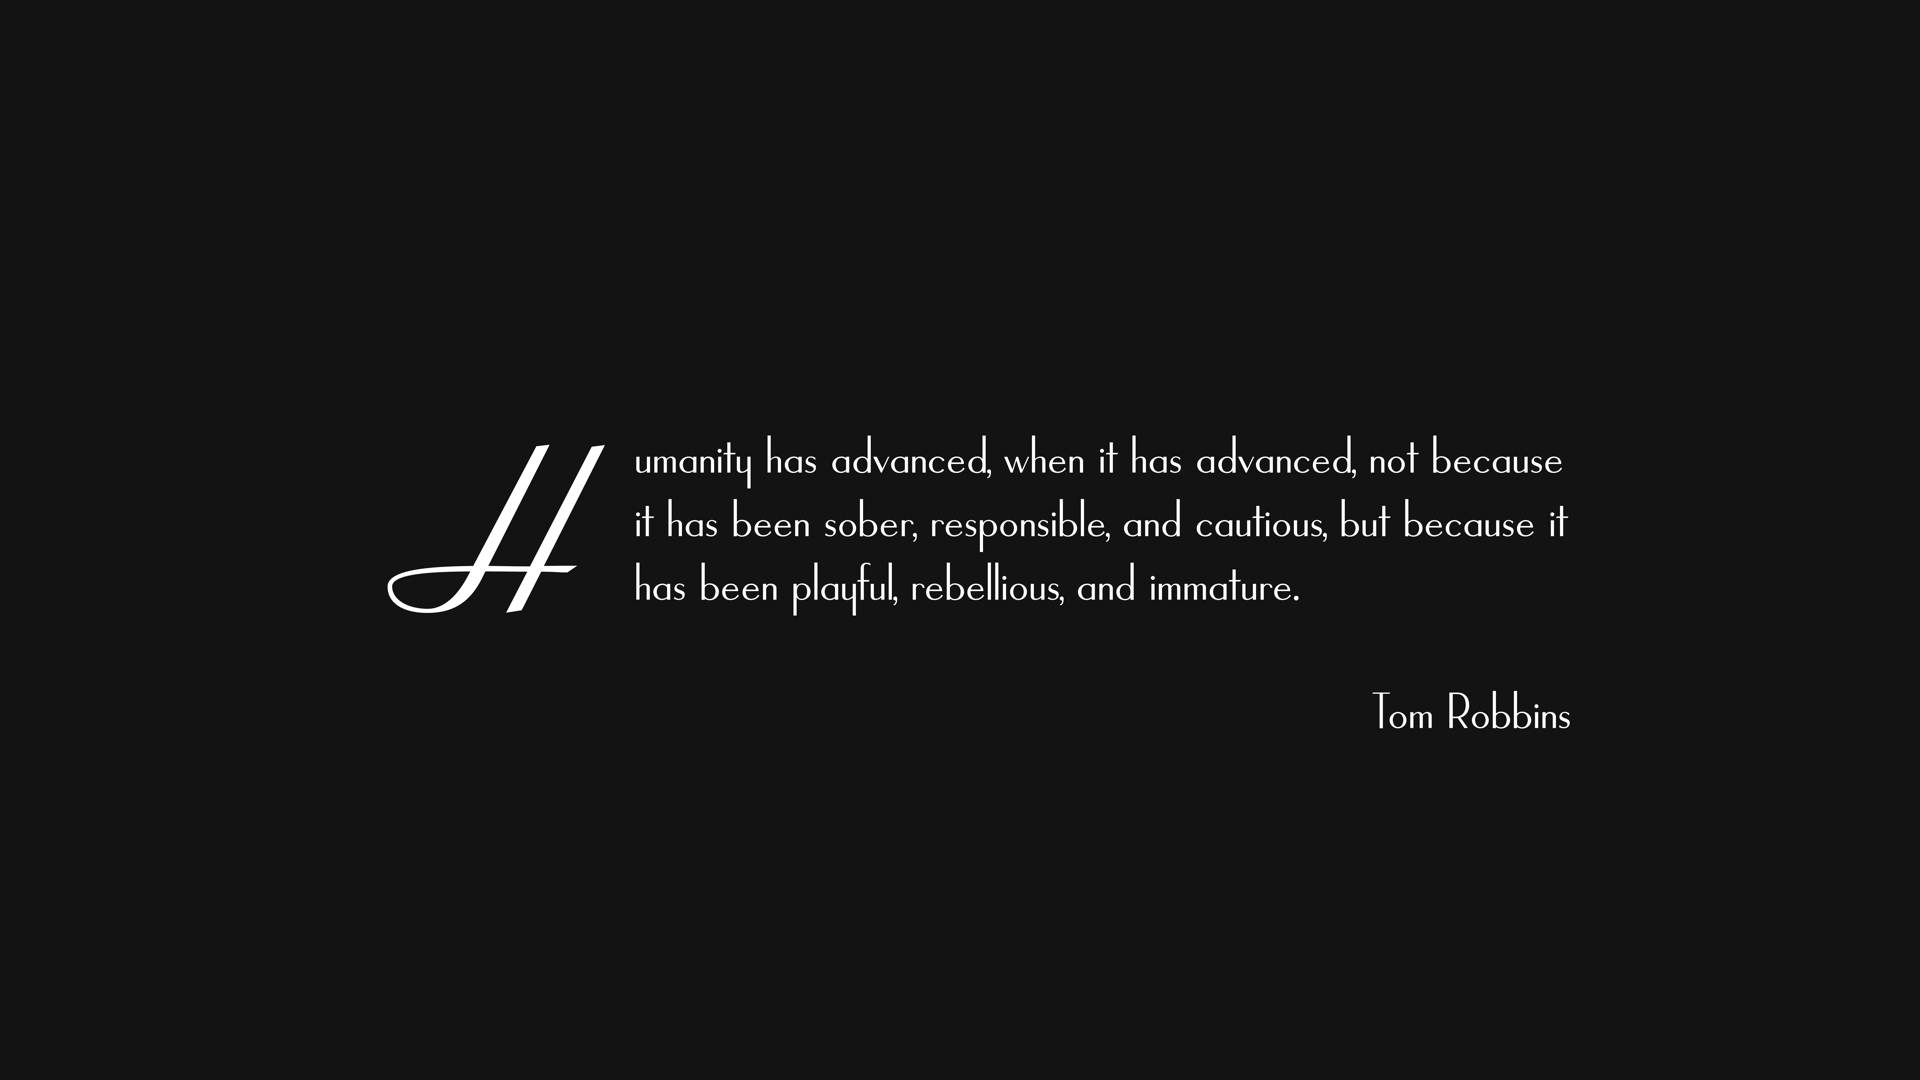 Humanity has advanced, when it has advanced, not because
it has been sober, responsible, and cautious, but because it
has been playful, rebellious, and immature.
Tom Robbins